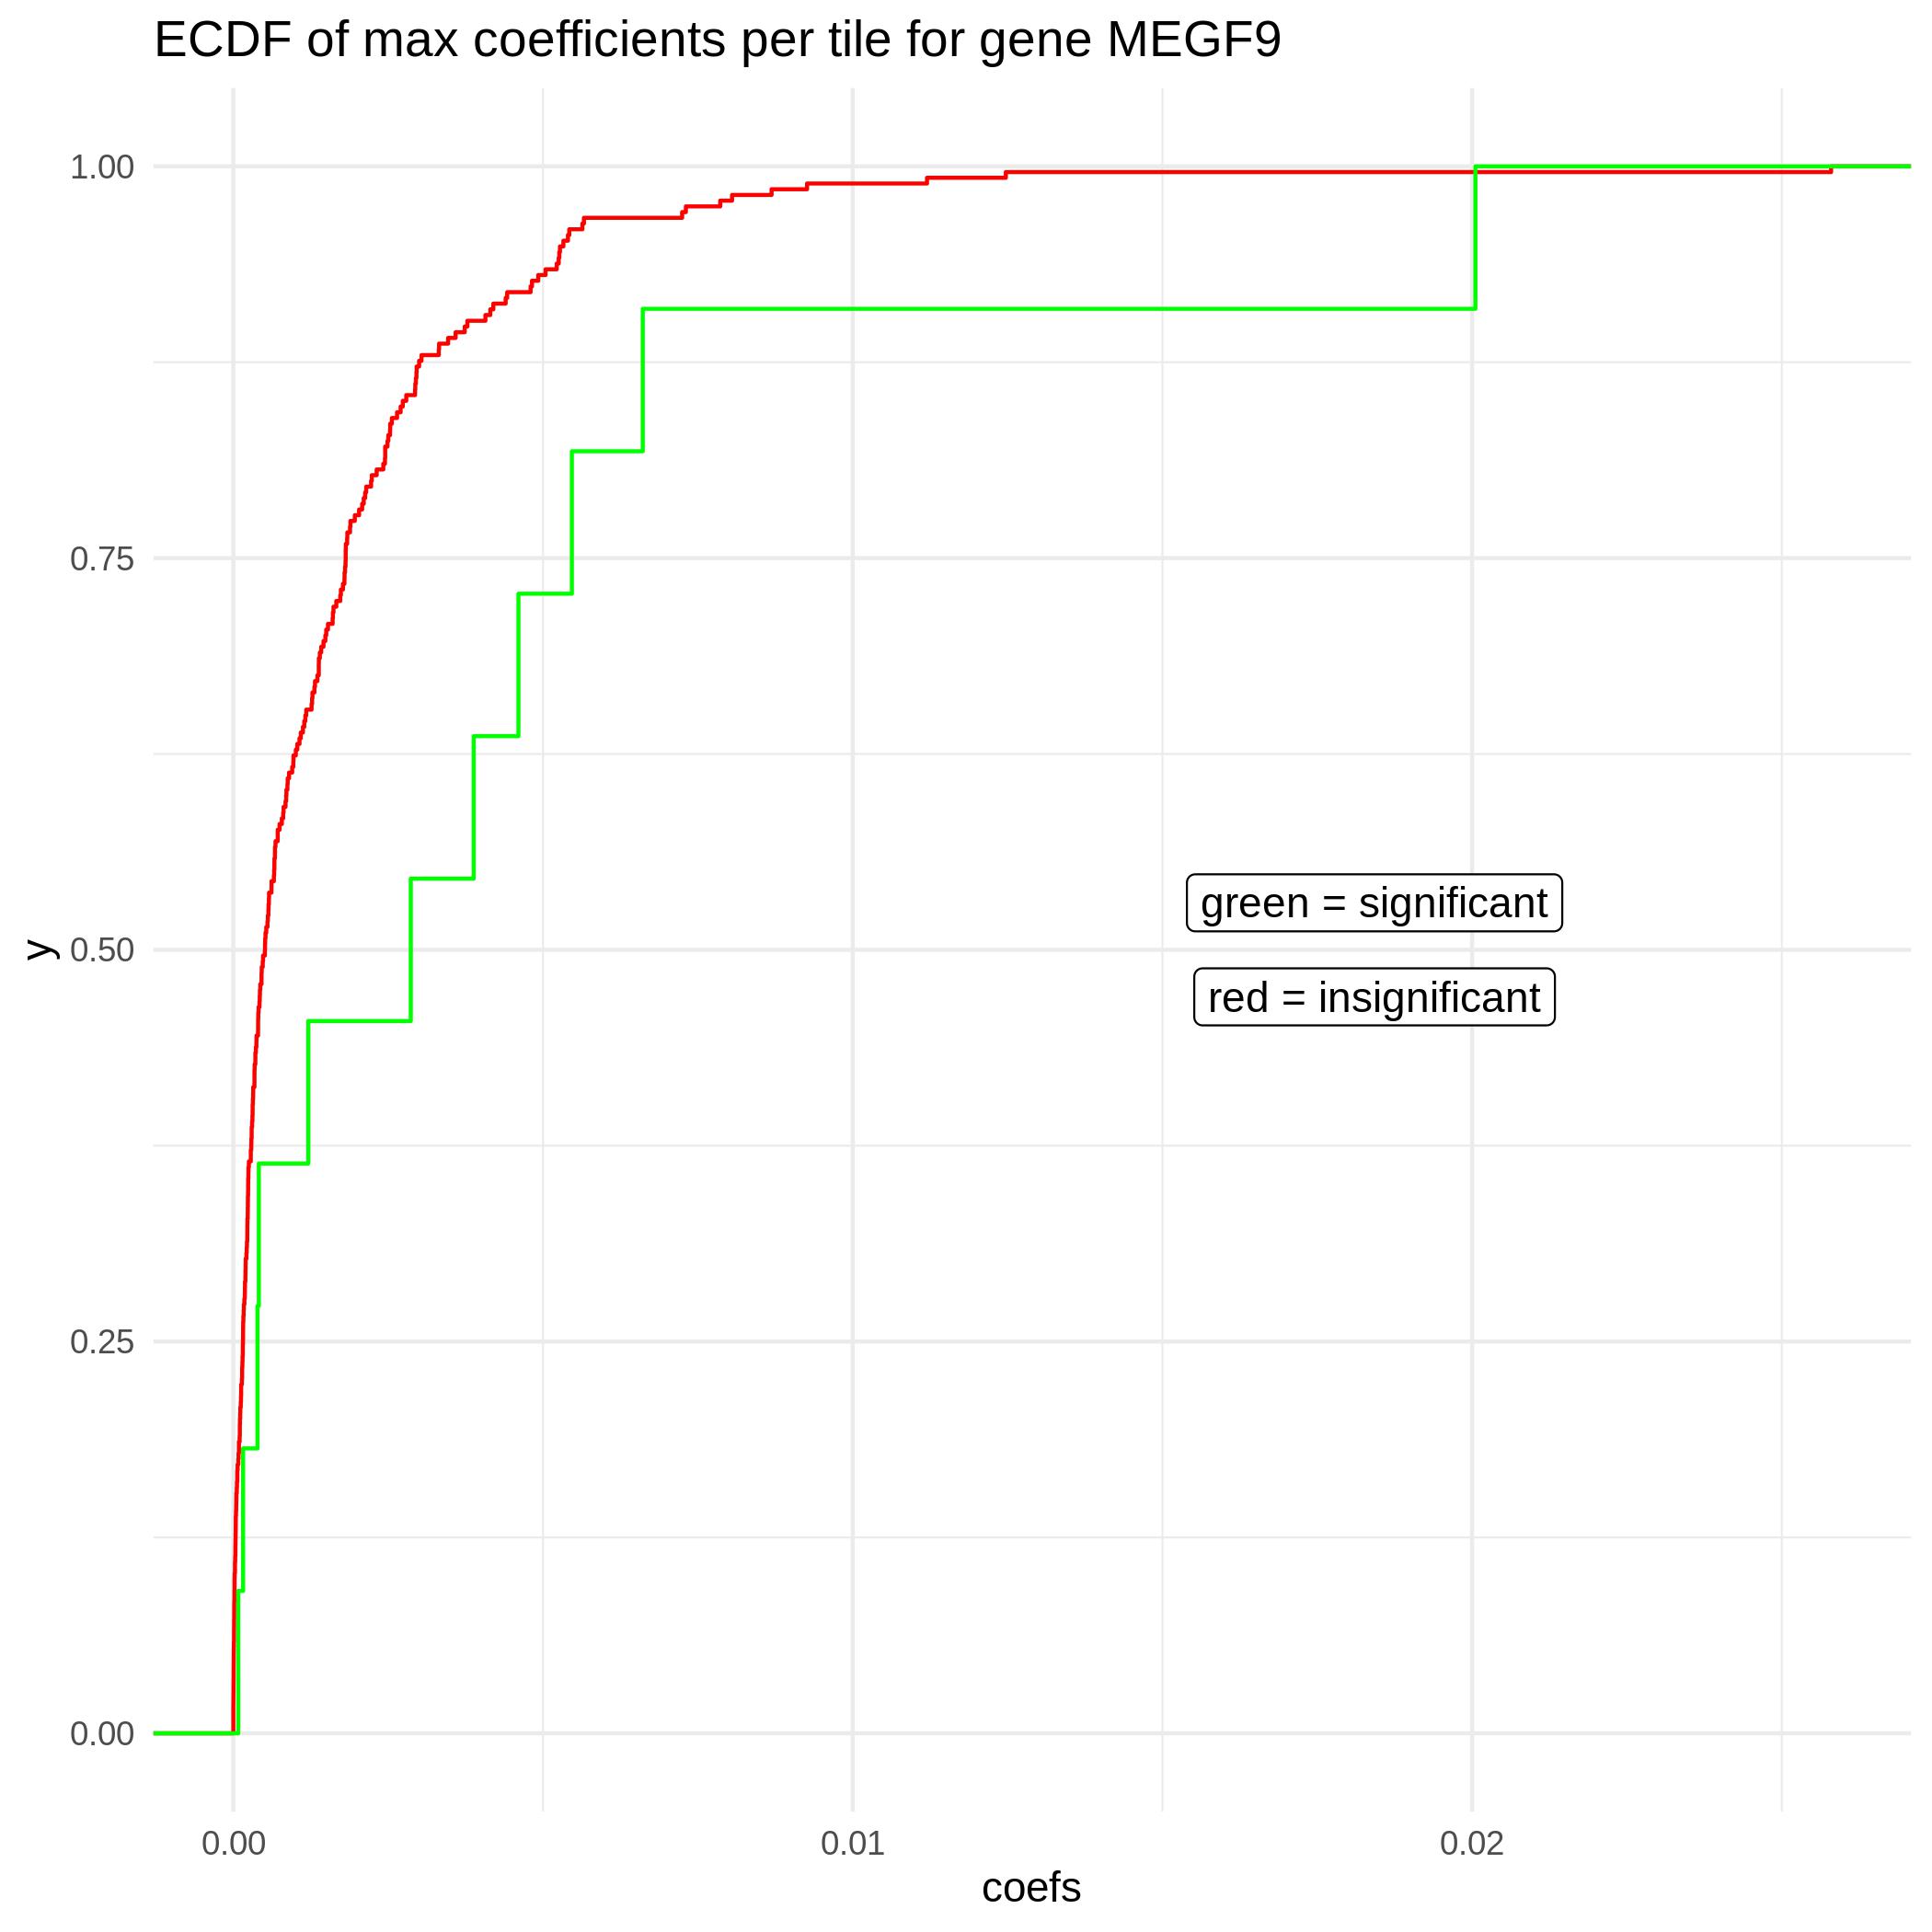 ECDF of max coefficients per tile for gene MEGF9
1.00
0.75
0.50
0.25
0.00
y
green = significant
red = insignificant
0.00 0.01 0.02
coefs